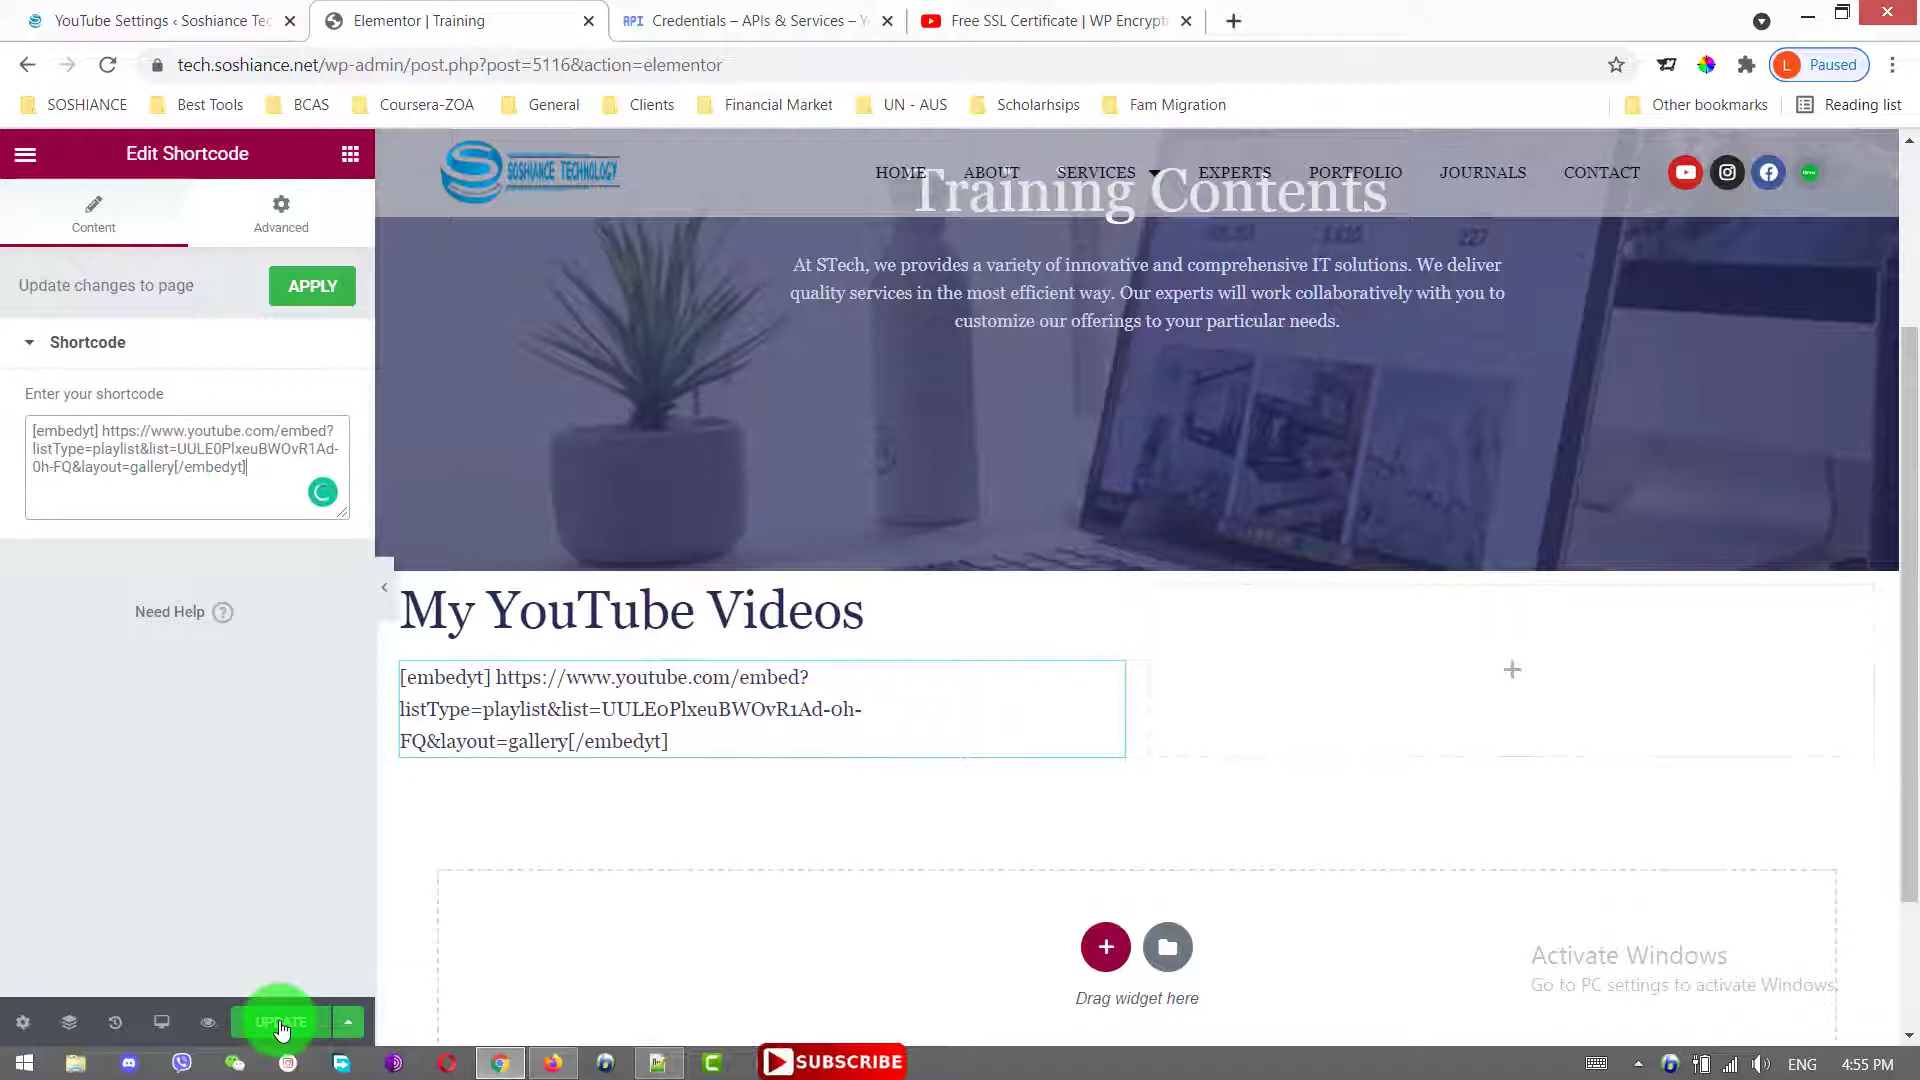 YouTube Settings ‹ Soshiance Tec
Elementor | Training
API Credentials – APIs & Services – Y
Free SSL Certificate | WP Encrypt
tech.soshiance.net/wp-admin/post.php?post=5116&action=elementor
L Paused
SOSHIANCE
Best Tools
BCAS
Coursera-ZOA
General
Clients
Financial Market
UN - AUS
Scholarhsips
Fam Migration
Other bookmarks
Reading list
Edit Shortcode
Content
Advanced
Update changes to page
APPLY
Shortcode
Enter your shortcode
[embedyt] https://www.youtube.com/embed?
listType=playlist&list=UULE0PlxeuBWOvR1Ad-
0h-FQ&layout=gallery[/embedyt]
Need Help ?
UPDATE
SOSHIANCE TECHNOLOGY
HOME
ABOUT
SERVICES
EXPERTS
PORTFOLIO
JOURNALS
CONTACT
Training Contents
At STech, we provides a variety of innovative and comprehensive IT solutions. We deliver
quality services in the most efficient way. Our experts will work collaboratively with you to
customize our offerings to your particular needs.
My YouTube Videos
[embedyt] https://www.youtube.com/embed?
listType=playlist&list=UULE0PlxeuBWOvR1Ad-0h-
FQ&layout=gallery[/embedyt]
Drag widget here
Activate Windows
Go to PC settings to activate Windows.
SUBSCRIBE
ENG
4:55 PM